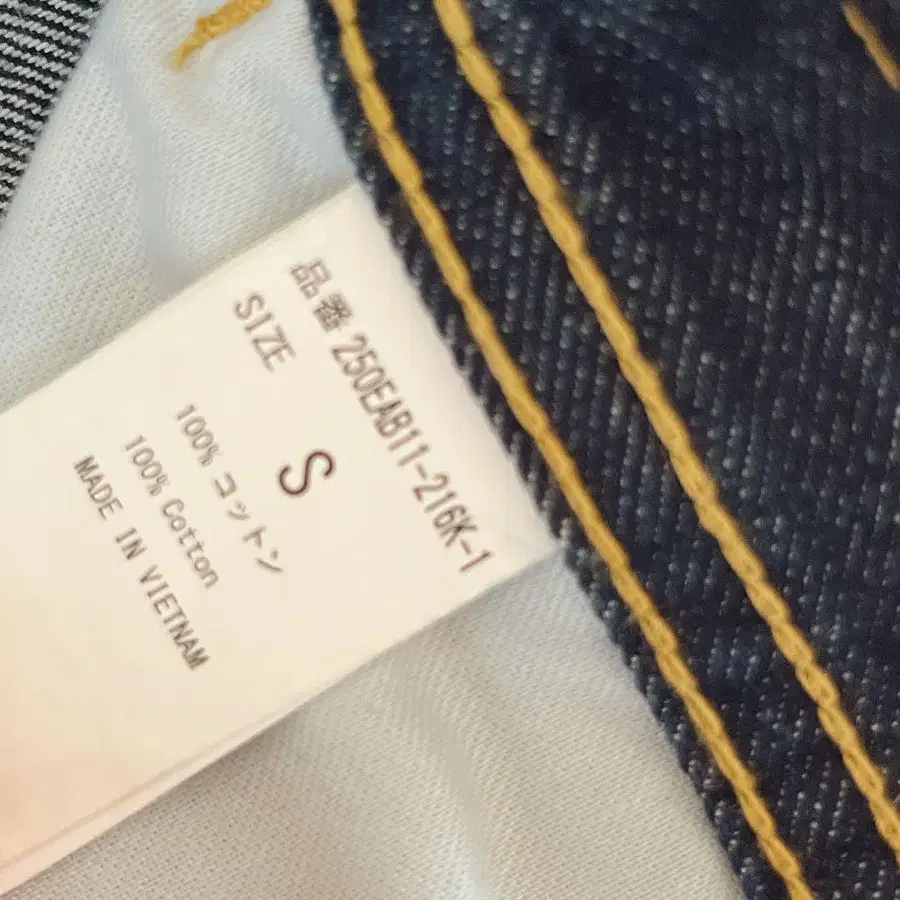 品番 250EAB11-216K-1
SIZE
S
100% コットン
100% Cotton
MADE IN VIETNAM